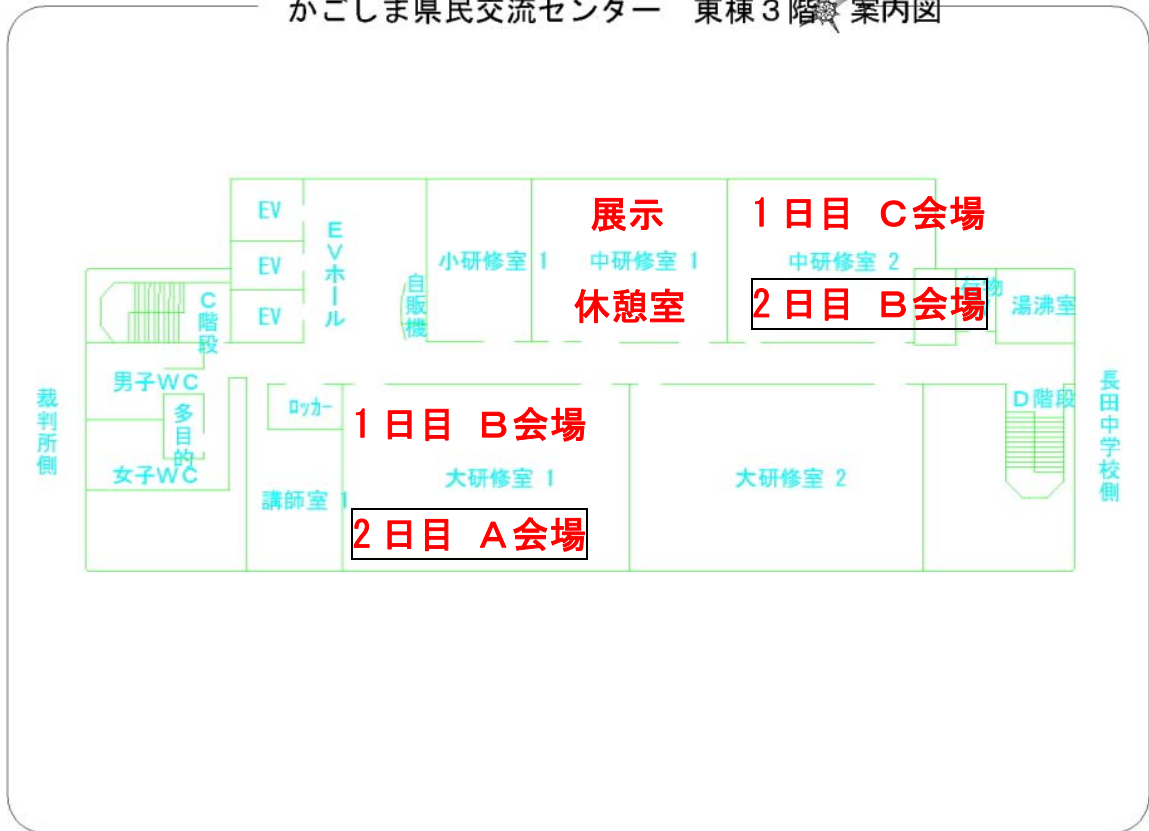 かごしま県民交流センター 東棟3階 案内図
EV
EV
EV
EVホール
自販機
小研修室 1
展示
中研修室 1
休憩室
1日目 C会場
中研修室 2
2日目 B会場
湯沸室
C階段
男子WC
多目的
女子WC
裁判所側
ロッカー
講師室 1
1日目 B会場
大研修室 1
2日目 A会場
大研修室 2
D階段
長田中学校側